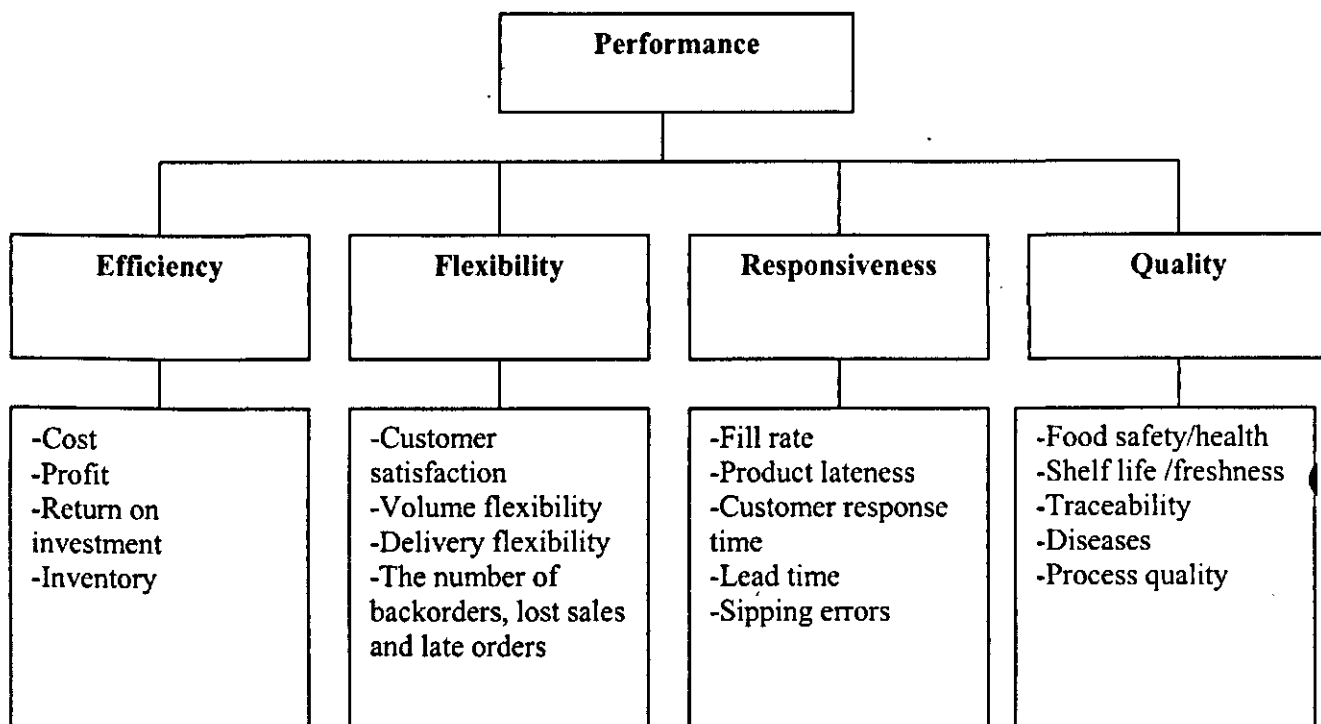 Performance
Efficiency
Flexibility
Responsiveness
Quality
-Cost
-Profit
-Return on
investment
-Inventory
-Customer
satisfaction
-Volume flexibility
-Delivery flexibility
-The number of
backorders, lost sales
and late orders
-Fill rate
-Product lateness
-Customer response
time
-Lead time
-Sipping errors
-Food safety/health
-Shelf life /freshness
-Traceability
-Diseases
-Process quality